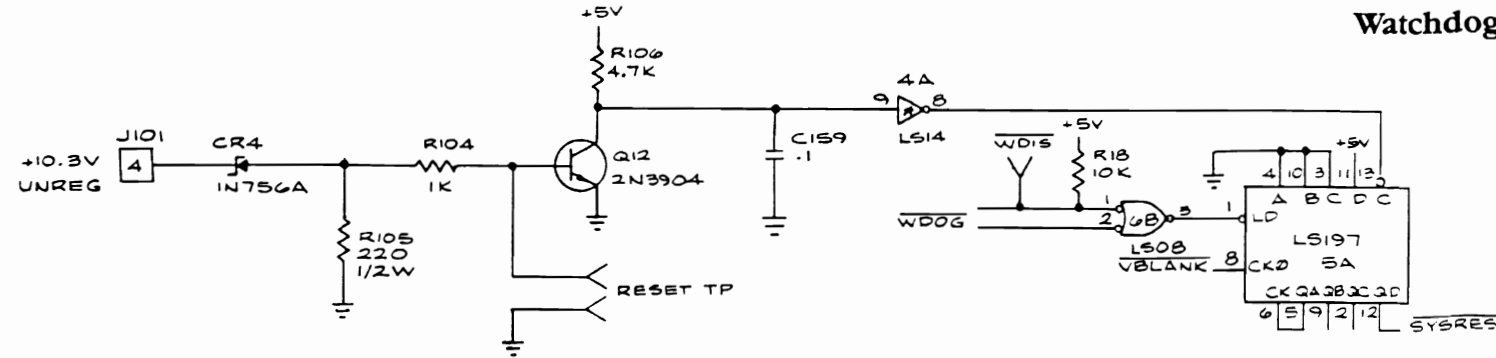 Watchdog
+5V
R106
4.7K
4A
9
8
LS14
J101
4
+10.3V
UNREG
CR4
1N756A
R104
1K
Q12
2N3904
C159
.1
R105
220
1/2W
RESET TP
WDIS
+5V
R18
10K
WDOG
1
2
6B
3
LS08
VBLANK
8
+5V
4 10 3 11 13
A B C D C
1
LD
LS197
5A
CKD
CK QA QB QC QD
6 5 9 2 12
SYSRES